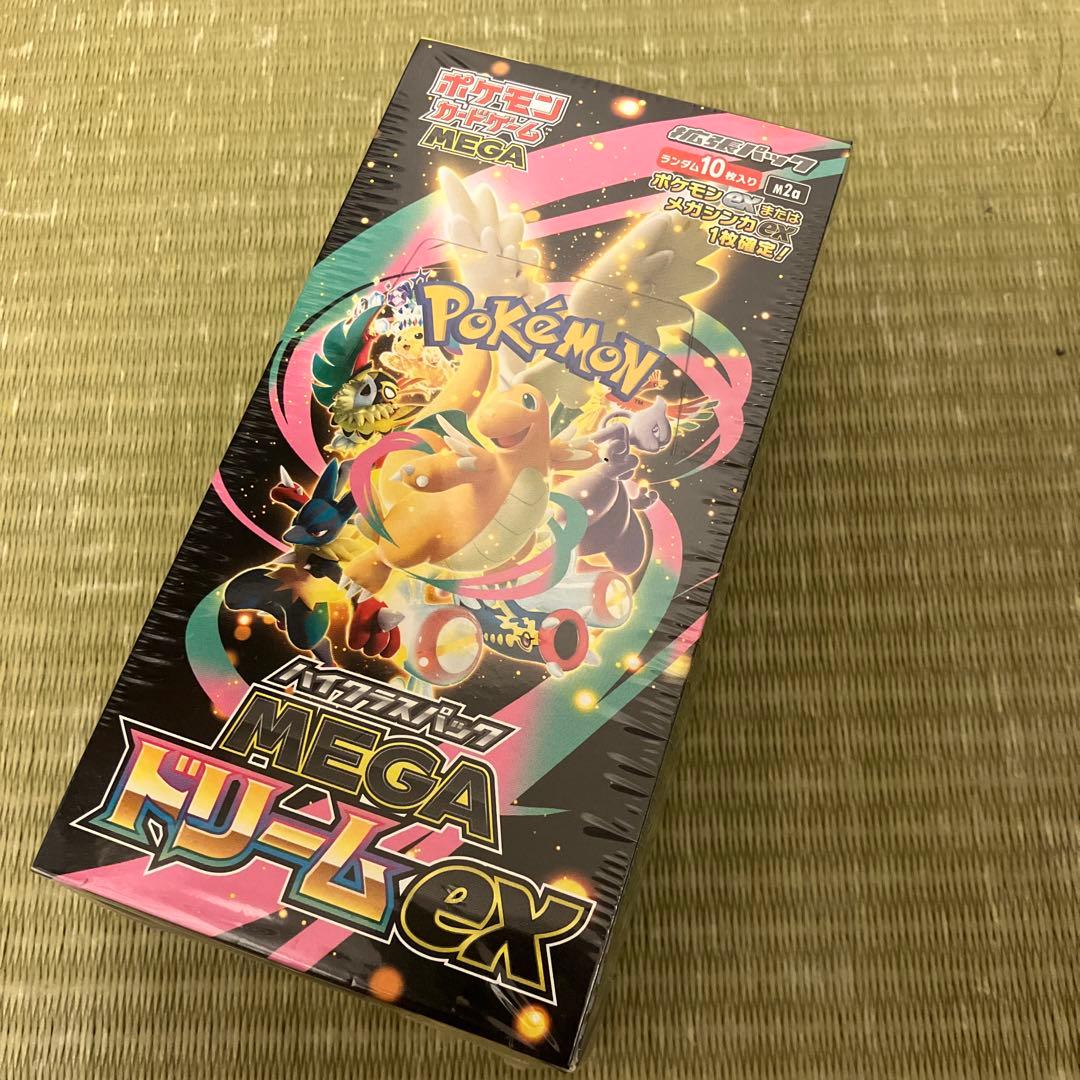 ポケモン
カードゲーム
MEGA
拡張パック
ランダム10枚入り
M2a
ポケモンexまたは
メガシンカex
1枚確定!
POKéMON
TM
ハイクラスパック
MEGA
ドリームex